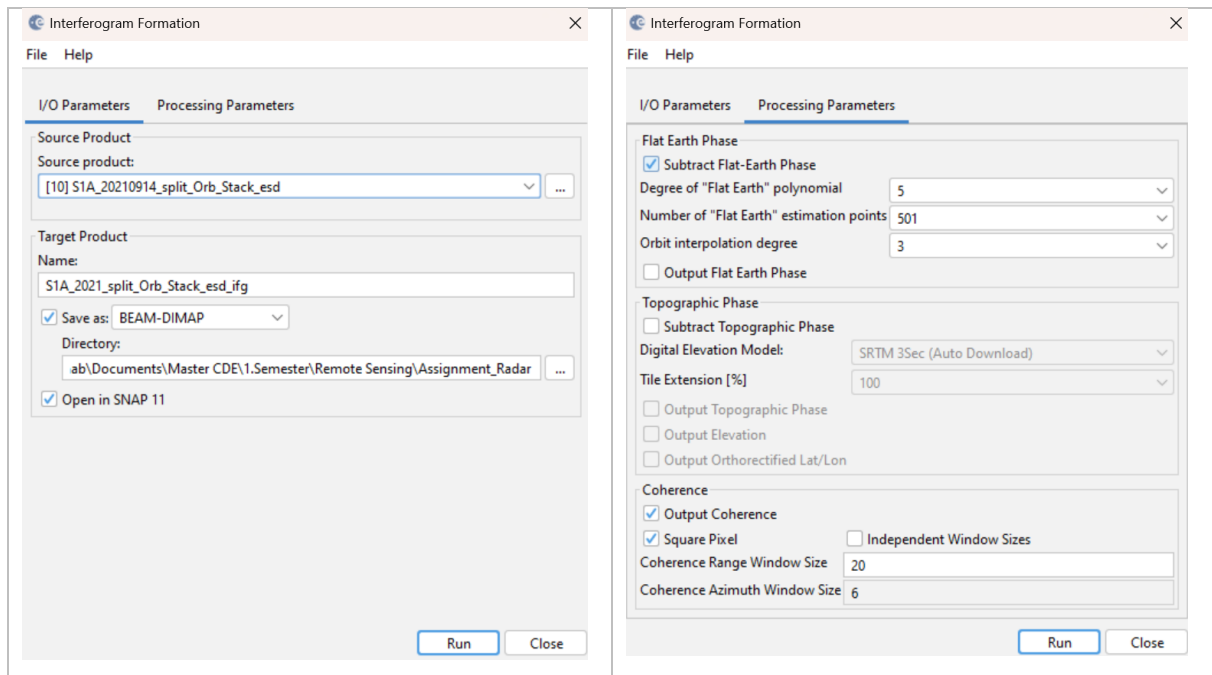 Interferogram Formation
File Help
I/O Parameters Processing Parameters
Source Product
Source product:
[10] S1A_20210914_split_Orb_Stack_esd
...
Target Product
Name:
S1A_2021_split_Orb_Stack_esd_ifg
Save as: BEAM-DIMAP
Directory:
ab\Documents\Master CDE\1.Semester\Remote Sensing\Assignment_Radar
...
Open in SNAP 11
Run Close
Interferogram Formation
File Help
I/O Parameters Processing Parameters
Flat Earth Phase
Subtract Flat-Earth Phase
Degree of "Flat Earth" polynomial 5
Number of "Flat Earth" estimation points 501
Orbit interpolation degree 3
Output Flat Earth Phase
Topographic Phase
Subtract Topographic Phase
Digital Elevation Model: SRTM 3Sec (Auto Download)
Tile Extension [%] 100
Output Topographic Phase
Output Elevation
Output Orthorectified Lat/Lon
Coherence
Output Coherence
Square Pixel Independent Window Sizes
Coherence Range Window Size 20
Coherence Azimuth Window Size 6
Run Close